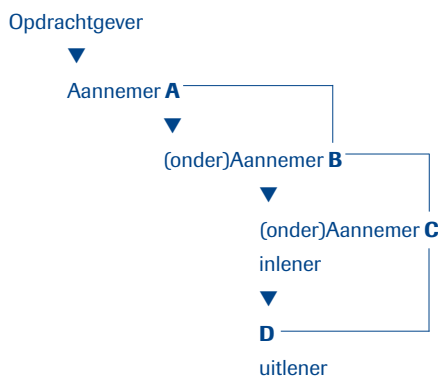 Opdrachtgever
Aannemer A
(onder)Aannemer B
(onder)Aannemer C
inlener
D
uitlener